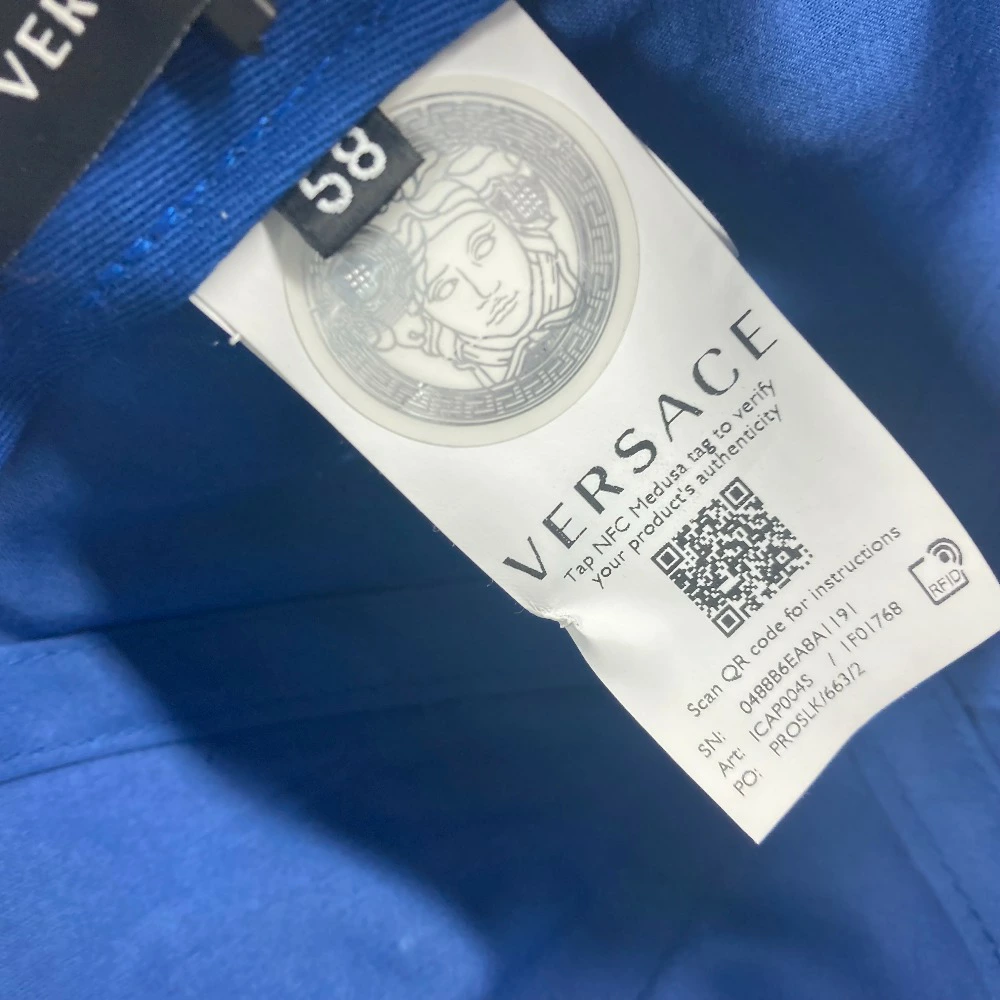 VER
58
VERSACE
Tap NFC Medusa tag to verify
your product's authenticity
Scan QR code for instructions
RFID
SN: 0488B6EA8A1191
Art: ICAP004S / 1F01768
PO: PROSLK/663/2